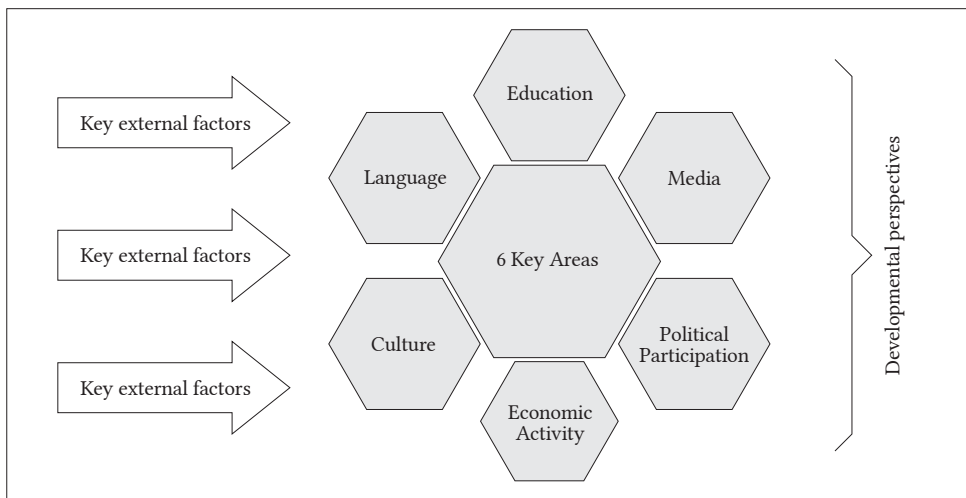 Key external factors
Key external factors
Key external factors
Education
Language
Media
6 Key Areas
Culture
Political
Participation
Economic
Activity
Developmental perspectives